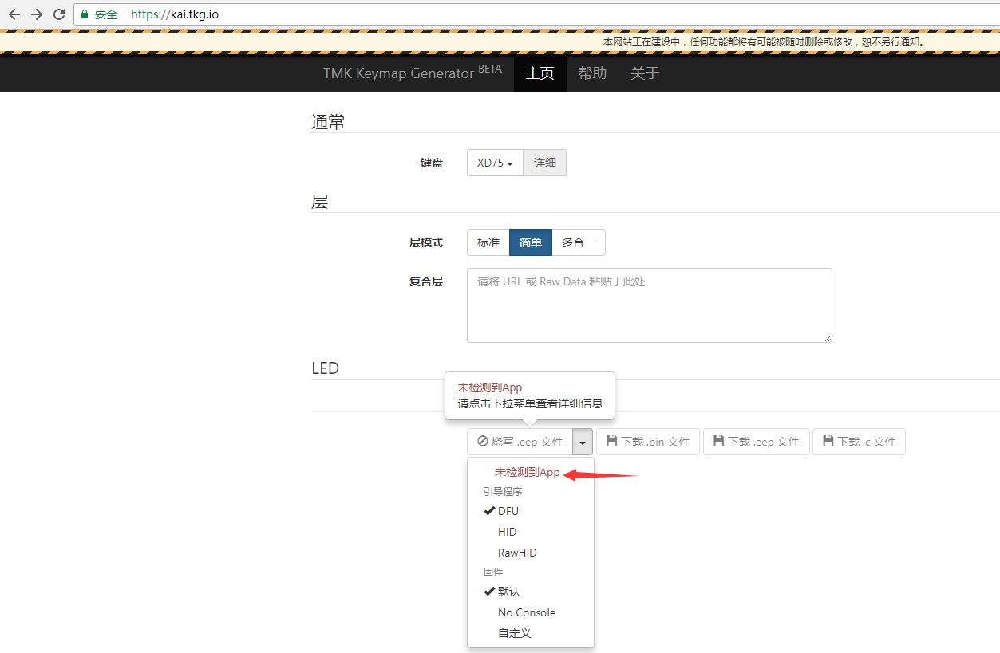 安全 https://kai.tkg.io
本网站正在建设中，任何功能都将有可能被随时删除或修改，恕不另行通知。
TMK Keymap Generator BETA 主页 帮助 关于
通常
键盘 XD75 详细
层
层模式 标准 简单 多合一
复合层 请将 URL 或 Raw Data 粘贴于此处
LED
未检测到App
请点击下拉菜单查看详细信息
烧写 .eep 文件 下载 .bin 文件 下载 .eep 文件 下载 .c 文件
未检测到App
引导程序
DFU
HID
RawHID
固件
默认
No Console
自定义